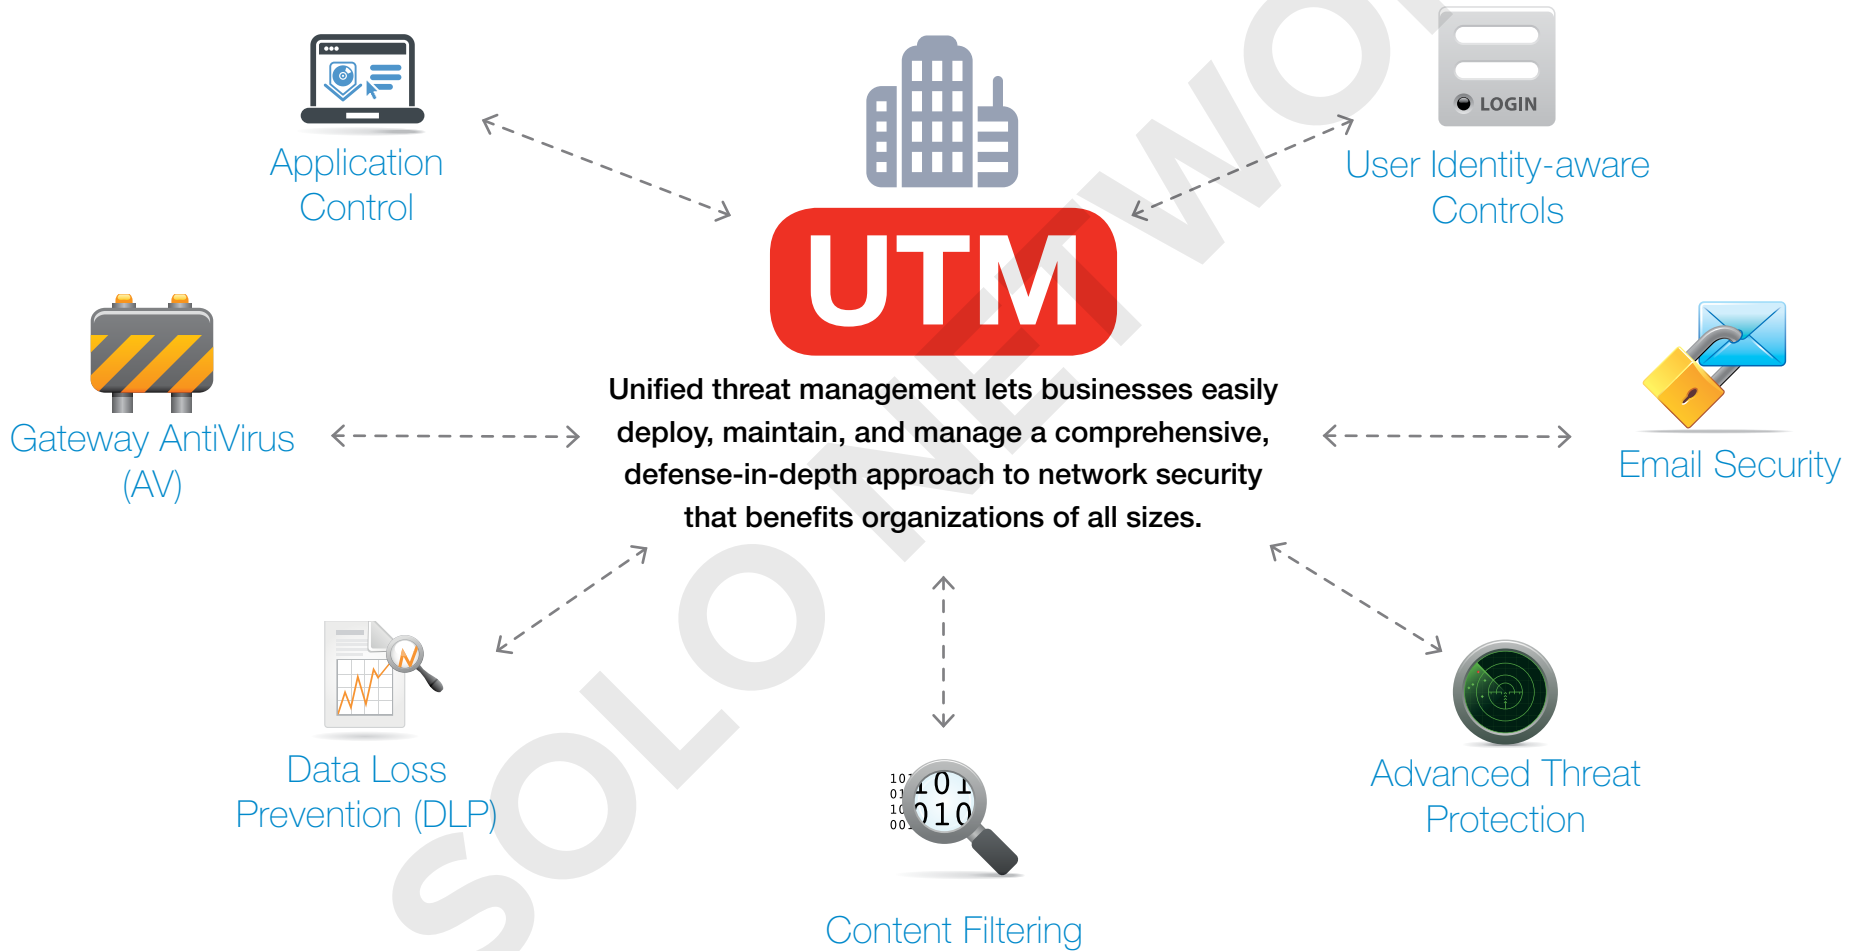 Application
Control
LOGIN
User Identity-aware
Controls
UTM
Unified threat management lets businesses easily
deploy, maintain, and manage a comprehensive,
defense-in-depth approach to network security
that benefits organizations of all sizes.
Gateway AntiVirus
(AV)
Email Security
Data Loss
Prevention (DLP)
101
010
Content Filtering
Advanced Threat
Protection
SOLO NETWO